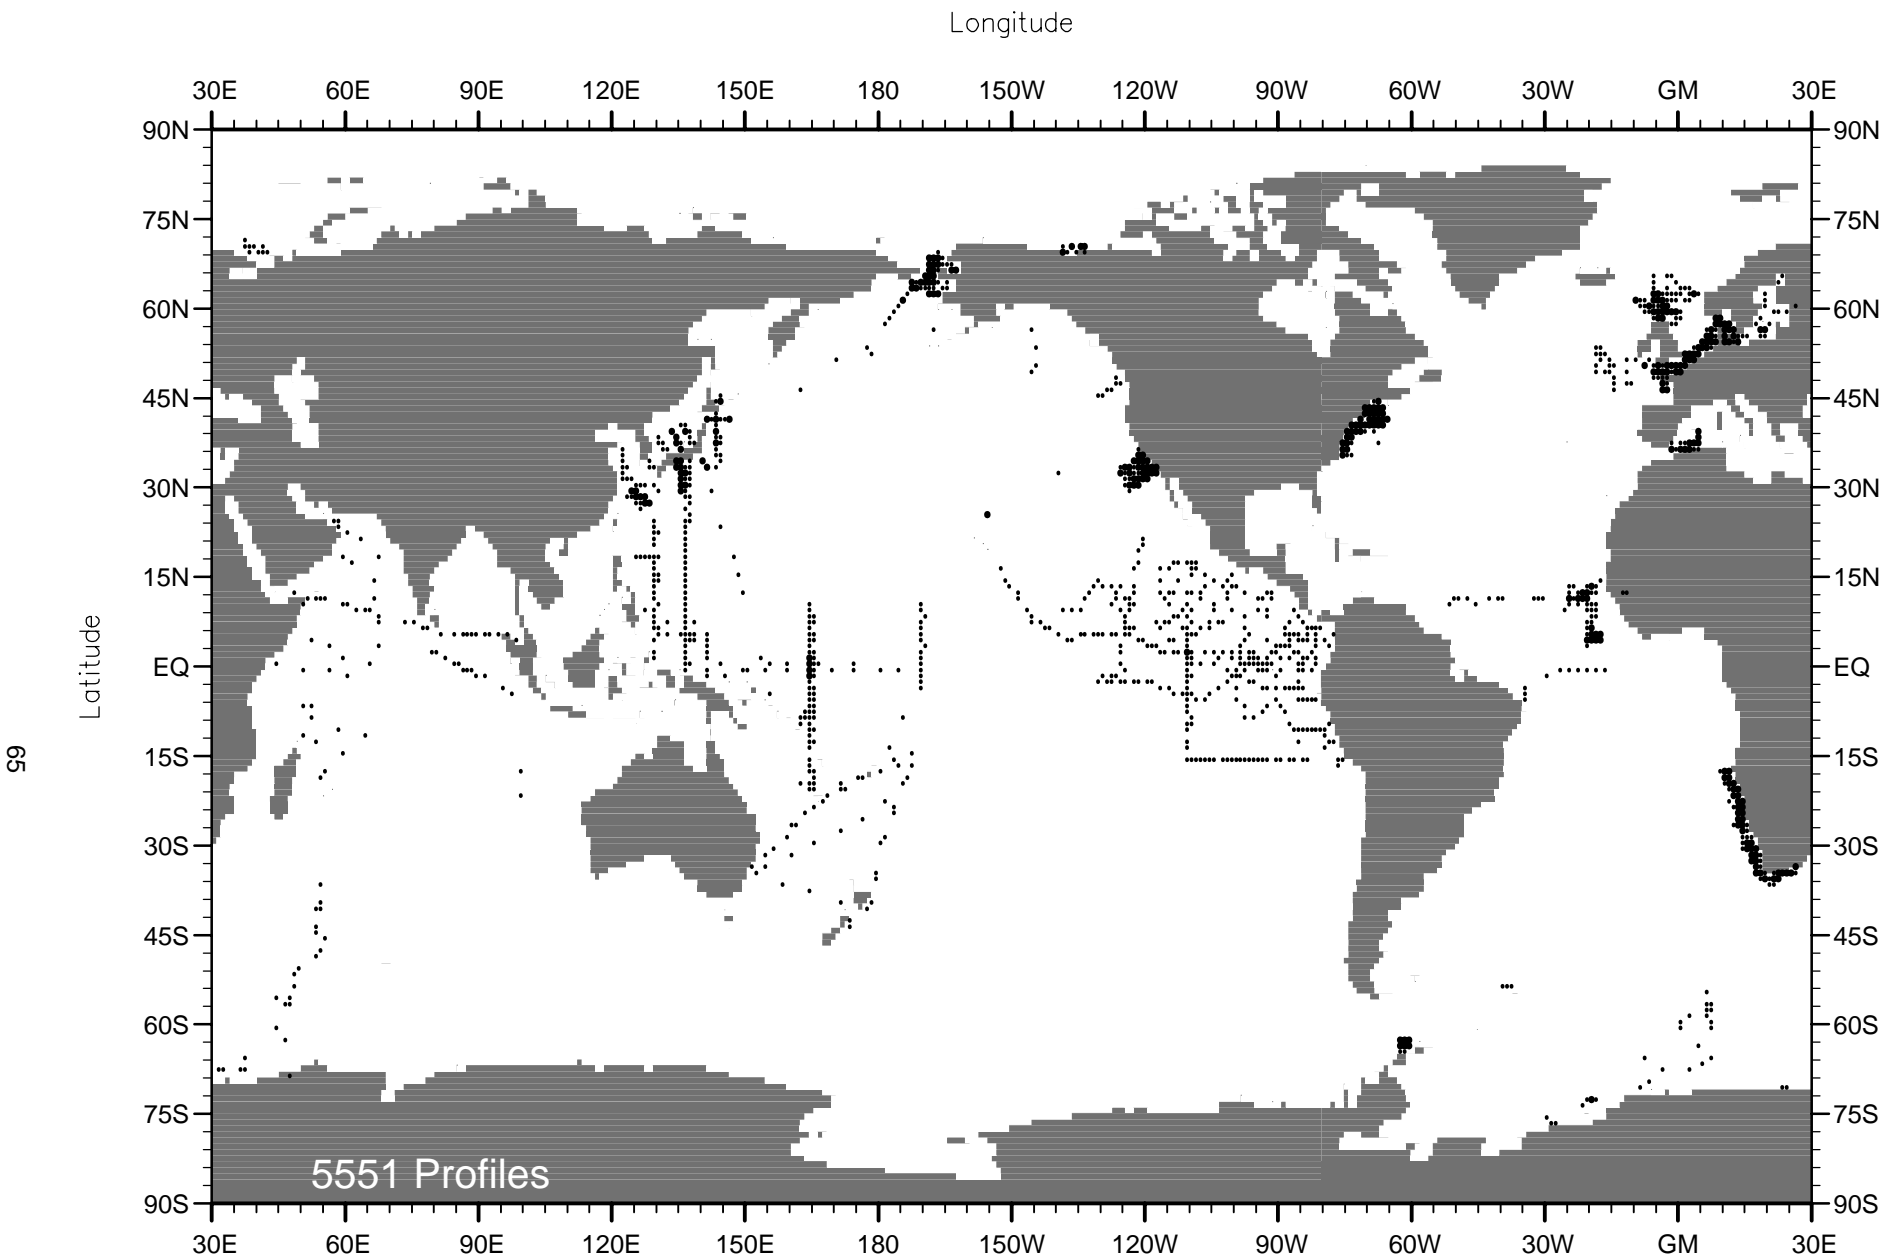 Longitude
30E 60E 90E 120E 150E 180 150W 120W 90W 60W 30W GM 30E
90N 90N
75N 75N
60N 60N
45N 45N
30N 30N
15N 15N
EQ EQ
15S 15S
30S 30S
45S 45S
60S 60S
75S 75S
90S 90S
Latitude
65
5551 Profiles
30E 60E 90E 120E 150E 180 150W 120W 90W 60W 30W GM 30E